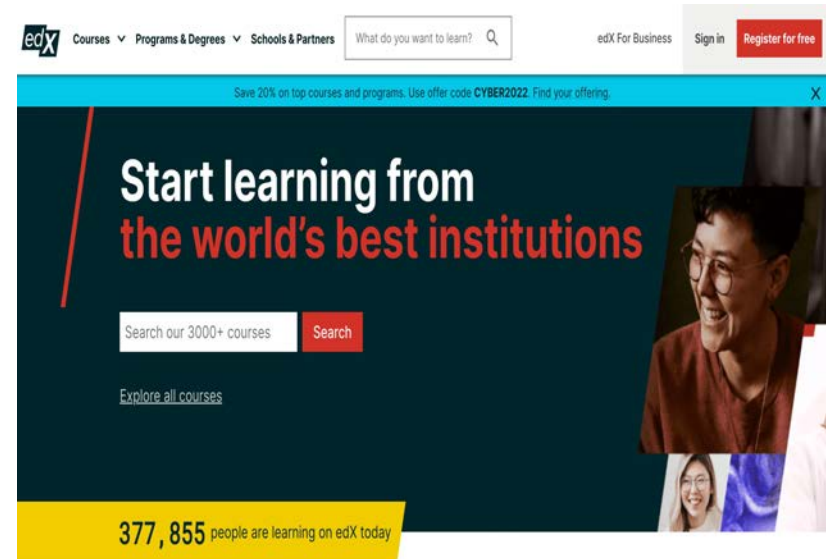 edX Courses Programs & Degrees Schools & Partners What do you want to learn? edX For Business Sign in Register for free
Save 20% on top courses and programs. Use offer code CYBER2022. Find your offering. X
Start learning from
the world's best institutions
Search our 3000+ courses Search
Explore all courses
377,855 people are learning on edX today